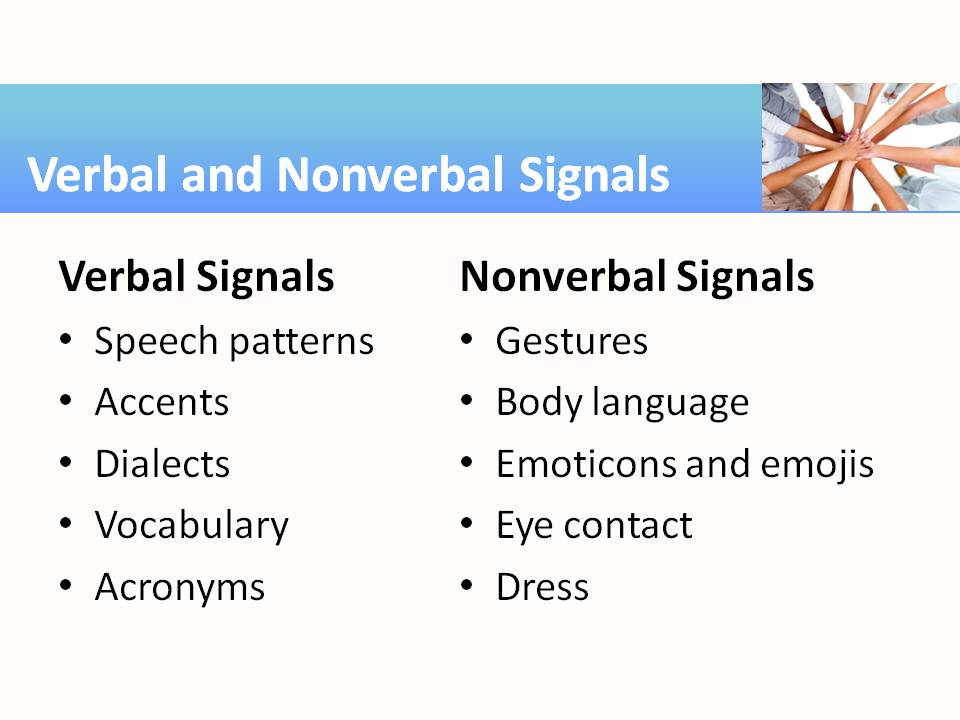 Verbal and Nonverbal Signals
Verbal Signals
• Speech patterns
• Accents
• Dialects
• Vocabulary
• Acronyms
Nonverbal Signals
• Gestures
• Body language
• Emoticons and emojis
• Eye contact
• Dress